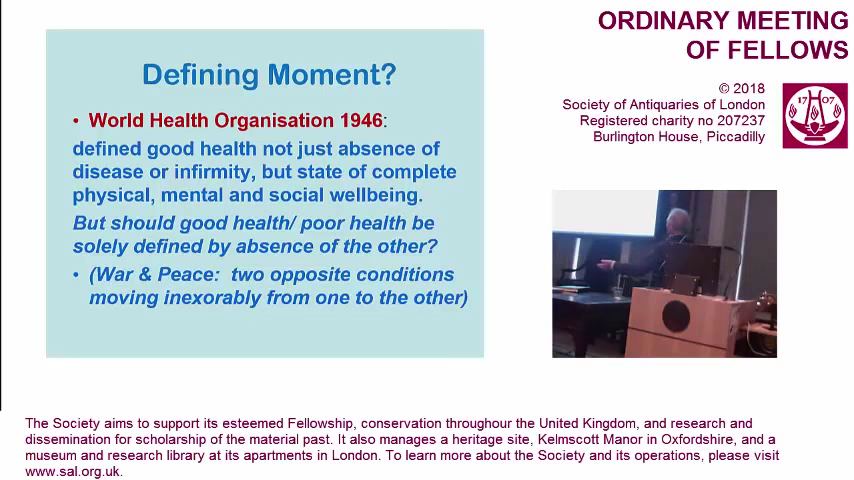 ORDINARY MEETING
OF FELLOWS
© 2018
Society of Antiquaries of London
Registered charity no 207237
Burlington House, Piccadilly
17 07
Defining Moment?
• World Health Organisation 1946:
defined good health not just absence of
disease or infirmity, but state of complete
physical, mental and social wellbeing.
But should good health/ poor health be
solely defined by absence of the other?
• (War & Peace: two opposite conditions
moving inexorably from one to the other)
The Society aims to support its esteemed Fellowship, conservation throughour the United Kingdom, and research and
dissemination for scholarship of the material past. It also manages a heritage site, Kelmscott Manor in Oxfordshire, and a
museum and research library at its apartments in London. To learn more about the Society and its operations, please visit
www.sal.org.uk.